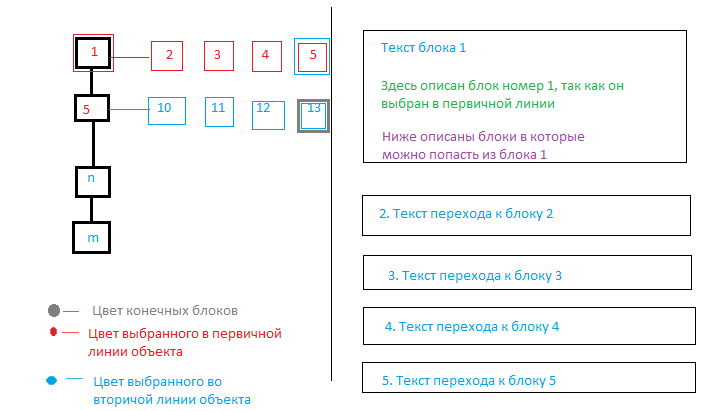 1
2
3
4
5
5
10
11
12
13
n
m
Цвет конечных блоков
Цвет выбранного в первичной
линии объекта
Цвет выбранного во
вторичой линии объекта
Текст блока 1
Здесь описан блок номер 1, так как он
выбран в первичной линии
Ниже описаны блоки в которые
можно попасть из блока 1
2. Текст перехода к блоку 2
3. Текст перехода к блоку 3
4. Текст перехода к блоку 4
5. Текст перехода к блоку 5